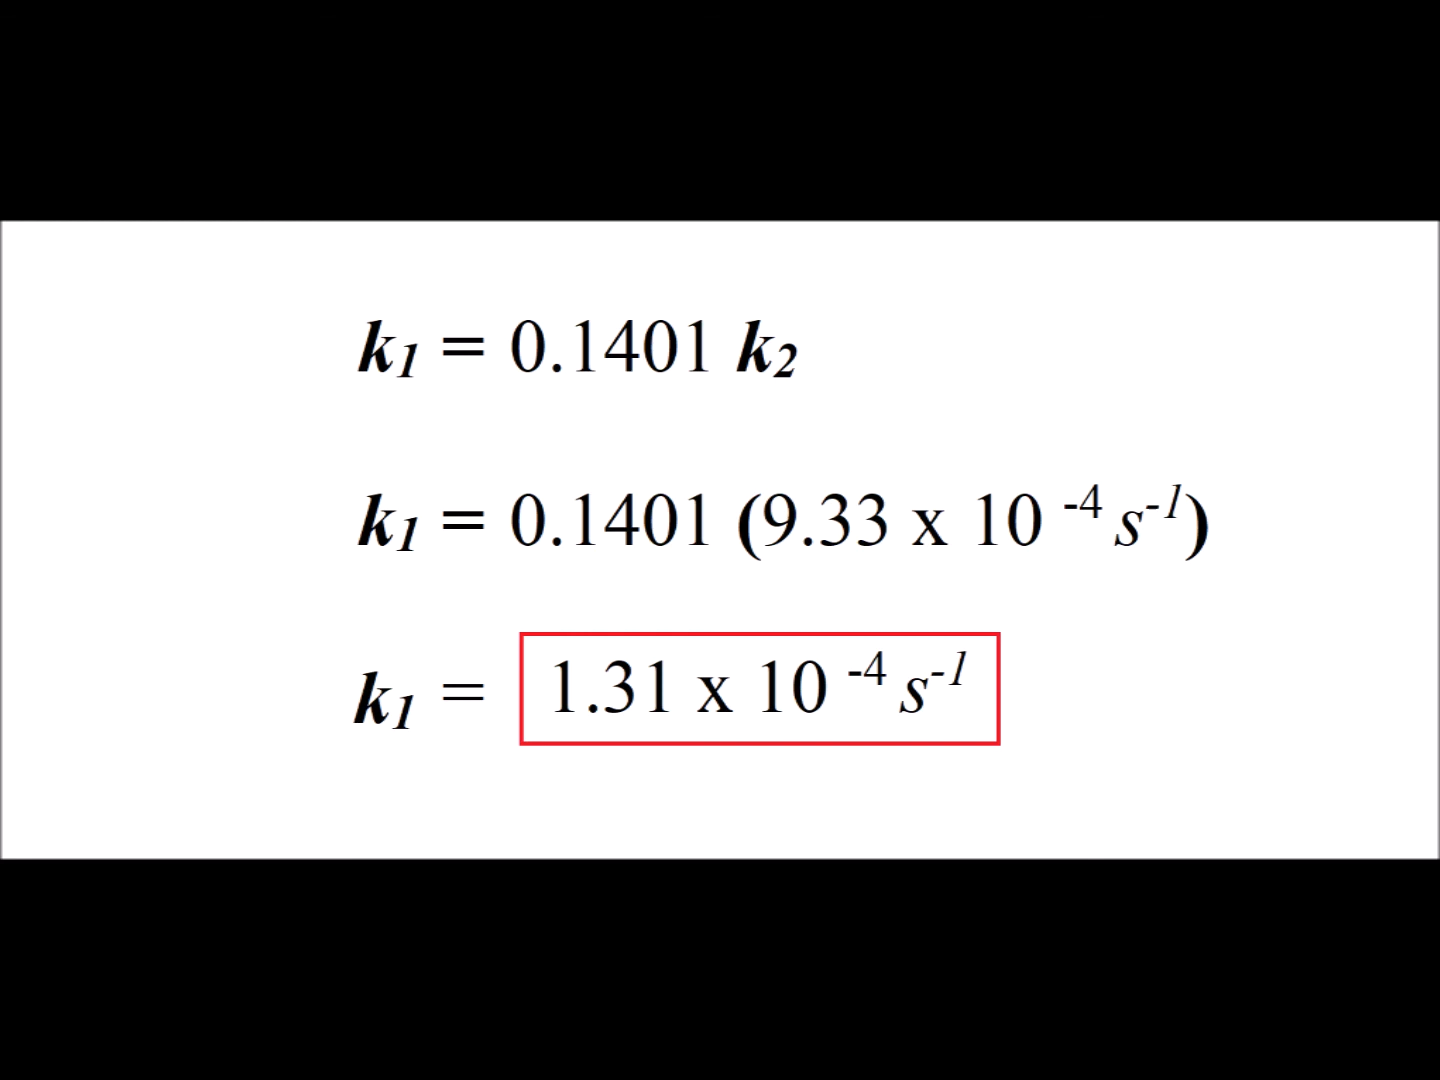 k₁ = 0.1401 k₂
k₁ = 0.1401 (9.33 x 10 ⁻⁴ s⁻¹)
k₁ = 1.31 x 10 ⁻⁴ s⁻¹